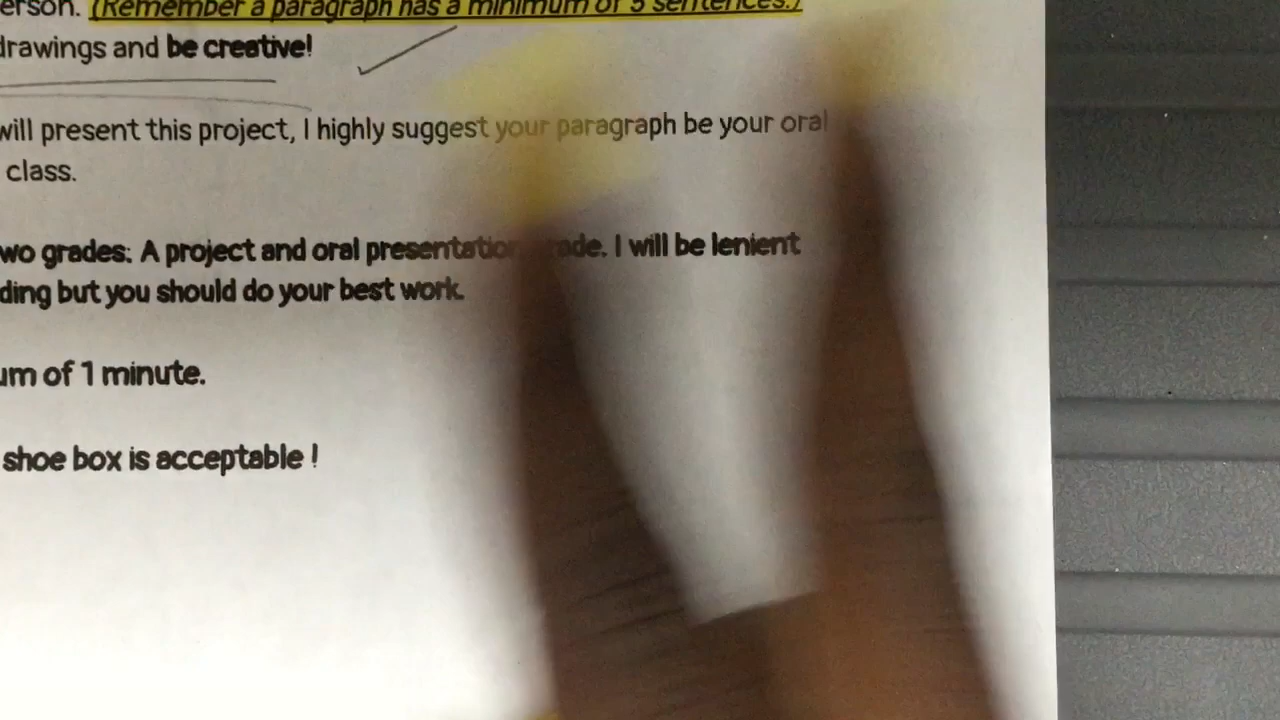 erson. (Remember a paragraph has a minimum of 5 sentences.)
drawings and be creative!
will present this project, I highly suggest your paragraph be your oral
class.
wo grades: A project and oral presentation ade. I will be lenient
ding but you should do your best work.
um of 1 minute.
shoe box is acceptable !